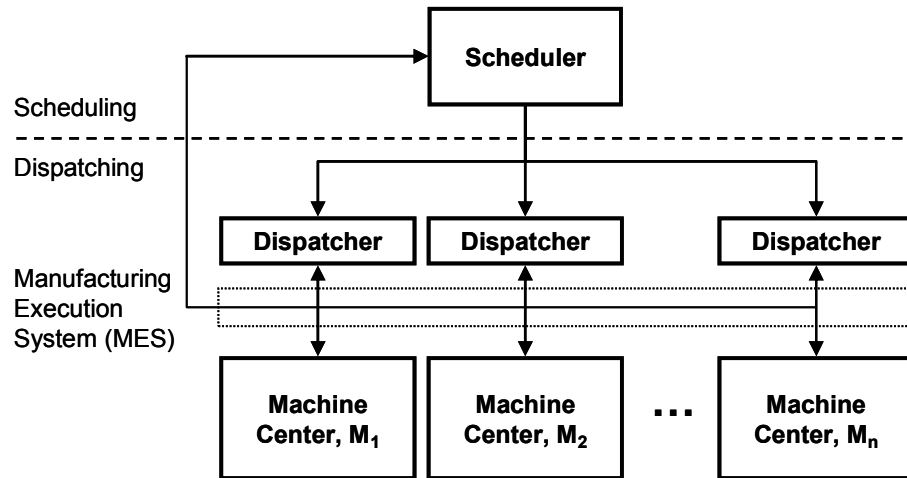 Scheduler
Scheduling
Dispatching
Dispatcher
Dispatcher
Dispatcher
Manufacturing
Execution
System (MES)
Machine
Center, M1
Machine
Center, M2
...
Machine
Center, Mn